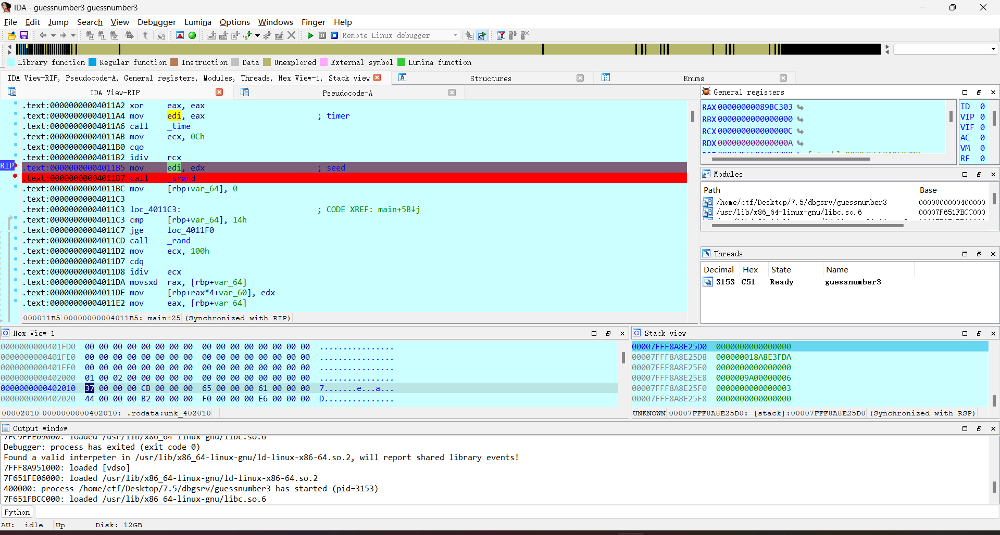 IDA - guessnumber3 guessnumber3
File Edit Jump Search View Debugger Lumina Options Windows Finger Help
Remote Linux debugger
Library function Regular function Instruction Data Unexplored External symbol Lumina function
IDA View-RIP, Pseudocode-A, General registers, Modules, Threads, Hex View-1, Stack view Structures Enums
IDA View-RIP Pseudocode-A
.text:00000000004011A2 xor eax, eax
.text:00000000004011A4 mov edi, eax ; timer
.text:00000000004011A6 call _time
.text:00000000004011AB mov ecx, 0Ch
.text:00000000004011B0 cqo
.text:00000000004011B2 idiv rcx
RIP .text:00000000004011B5 mov edi, edx ; seed
.text:00000000004011B7 call _srand
.text:00000000004011BC mov [rbp+var_64], 0
.text:00000000004011C3
.text:00000000004011C3 loc_4011C3: ; CODE XREF: main+5B↓j
.text:00000000004011C3 cmp [rbp+var_64], 14h
.text:00000000004011C7 jge loc_4011F0
.text:00000000004011CD call _rand
.text:00000000004011D2 mov ecx, 100h
.text:00000000004011D7 cdq
.text:00000000004011D8 idiv ecx
.text:00000000004011DA movsxd rax, [rbp+var_64]
.text:00000000004011DE mov [rbp+rax*4+var_60], edx
.text:00000000004011E2 mov eax, [rbp+var_64]
000011B5 00000000004011B5: main+25 (Synchronized with RIP)
General registers
RAX 00000000089BC303
RBX 0000000000000000
RCX 000000000000000C
RDX 000000000000000A
ID 0
VIP 0
VIF 0
AC 0
VM 0
RF 0
Modules
Path Base
/home/ctf/Desktop/7.5/dbgsrv/guessnumber3 0000000000400000
/usr/lib/x86_64-linux-gnu/libc.so.6 00007F651FBCC000
Threads
Decimal Hex State Name
3153 C51 Ready guessnumber3
Hex View-1
0000000000401FD0 00 00 00 00 00 00 00 00 00 00 00 00 00 00 00 00 ................
0000000000401FE0 00 00 00 00 00 00 00 00 00 00 00 00 00 00 00 00 ................
0000000000401FF0 00 00 00 00 00 00 00 00 00 00 00 00 00 00 00 00 ................
0000000000402000 01 00 02 00 00 00 00 00 00 00 00 00 00 00 00 00 ................
0000000000402010 37 00 00 00 CB 00 00 00 65 00 00 00 61 00 00 00 7.......e...a...
0000000000402020 44 00 00 00 B2 00 00 00 F0 00 00 00 E6 00 00 00 D...............
00002010 0000000000402010: .rodata:unk_402010
Stack view
00007FFF8A8E25D0 0000000000000000
00007FFF8A8E25D8 000000018A8E3FDA
00007FFF8A8E25E0 0000000000000000
00007FFF8A8E25E8 0000009A00000006
00007FFF8A8E25F0 0000000000000003
00007FFF8A8E25F8 0000000000000000
UNKNOWN 00007FFF8A8E25D0: [stack]:00007FFF8A8E25D0 (Synchronized with RSP)
Output window
7FC9FFE09000: loaded /usr/lib/x86_64-linux-gnu/libc.so.6
Debugger: process has exited (exit code 0)
Found a valid interpeter in /usr/lib/x86_64-linux-gnu/ld-linux-x86-64.so.2, will report shared library events!
7FFF8A951000: loaded [vdso]
7F651FE06000: loaded /usr/lib/x86_64-linux-gnu/ld-linux-x86-64.so.2
400000: process /home/ctf/Desktop/7.5/dbgsrv/guessnumber3 has started (pid=3153)
7F651FBCC000: loaded /usr/lib/x86_64-linux-gnu/libc.so.6
Python
AU: idle Up Disk: 12GB